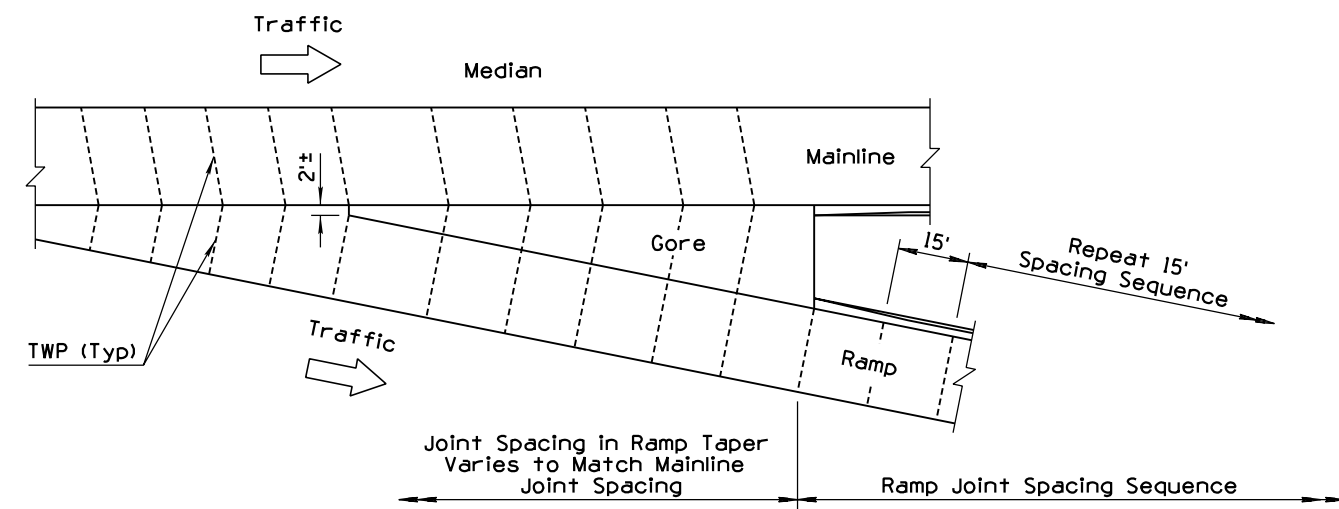 Traffic
Median
Mainline
2'±
Gore
15'
Repeat 15'
Spacing Sequence
Traffic
TWP (Typ)
Ramp
Joint Spacing in Ramp Taper
Varies to Match Mainline
Joint Spacing
Ramp Joint Spacing Sequence